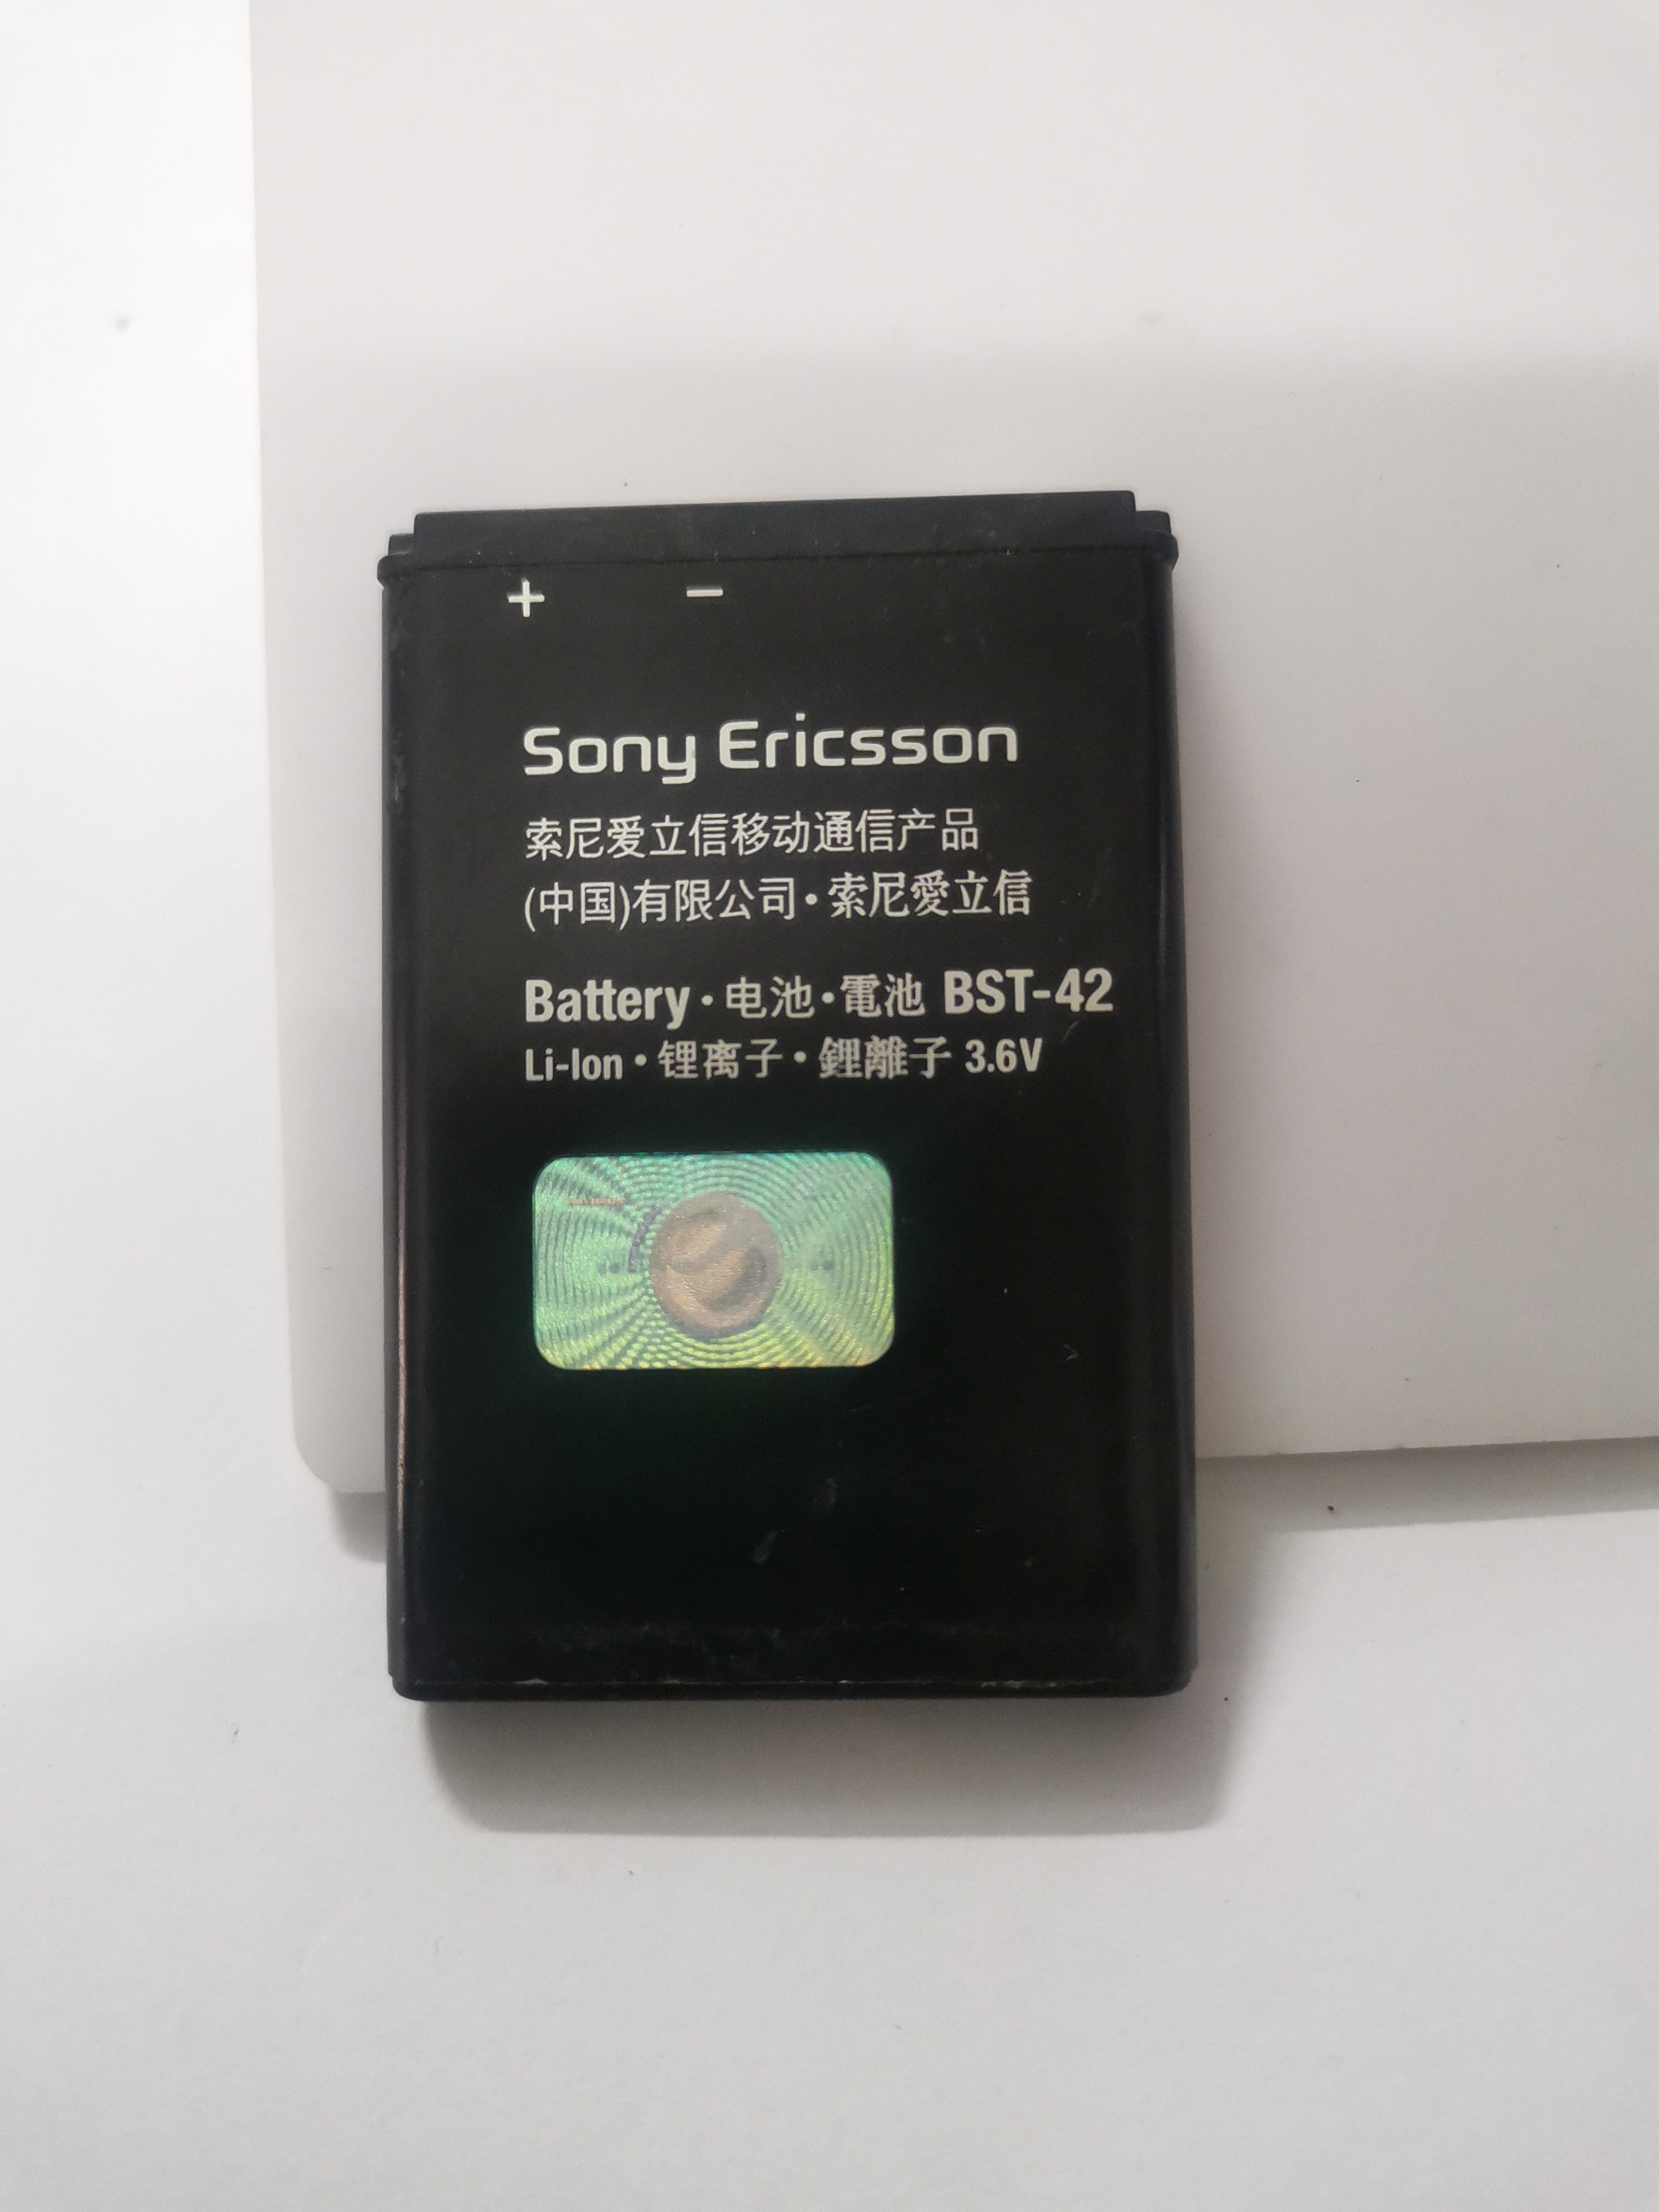 + −
Sony Ericsson
索尼爱立信移动通信产品
(中国)有限公司·索尼愛立信
Battery·电池·電池 BST-42
Li-Ion·锂离子·鋰離子 3.6V